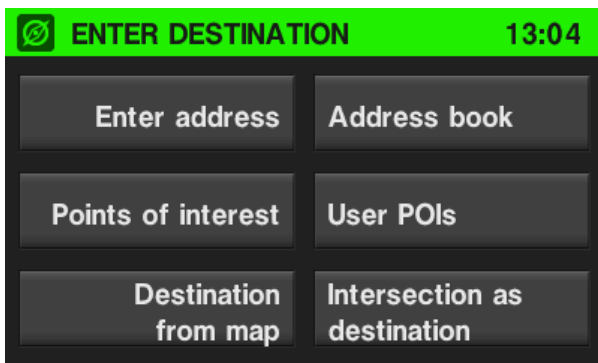 ENTER DESTINATION 13:04
Enter address
Address book
Points of interest
User POIs
Destination
from map
Intersection as
destination